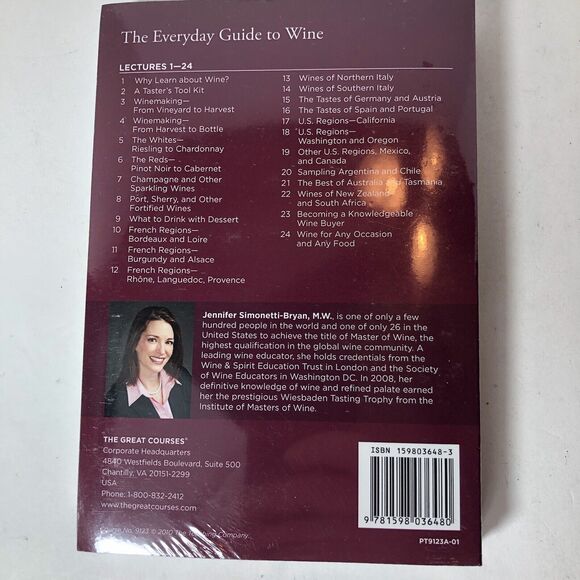 The Everyday Guide to Wine
LECTURES 1—24
1 Why Learn about Wine?
2 A Taster's Tool Kit
3 Winemaking—
From Vineyard to Harvest
4 Winemaking—
From Harvest to Bottle
5 The Whites—
Riesling to Chardonnay
6 The Reds—
Pinot Noir to Cabernet
7 Champagne and Other
Sparkling Wines
8 Port, Sherry, and Other
Fortified Wines
9 What to Drink with Dessert
10 French Regions—
Bordeaux and Loire
11 French Regions—
Burgundy and Alsace
12 French Regions—
Rhône, Languedoc, Provence
13 Wines of Northern Italy
14 Wines of Southern Italy
15 The Tastes of Germany and Austria
16 The Tastes of Spain and Portugal
17 U.S. Regions—California
18 U.S. Regions—
Washington and Oregon
19 Other U.S. Regions, Mexico,
and Canada
20 Sampling Argentina and Chile
21 The Best of Australia and Tasmania
22 Wines of New Zealand
and South Africa
23 Becoming a Knowledgeable
Wine Buyer
24 Wine for Any Occasion
and Any Food
Jennifer Simonetti-Bryan, M.W., is one of only a few
hundred people in the world and one of only 26 in the
United States to achieve the title of Master of Wine, the
highest qualification in the global wine community. A
leading wine educator, she holds credentials from the
Wine & Spirit Education Trust in London and the Society
of Wine Educators in Washington DC. In 2008, her
definitive knowledge of wine and refined palate earned
her the prestigious Wiesbaden Tasting Trophy from the
Institute of Masters of Wine.
THE GREAT COURSES®
Corporate Headquarters
4840 Westfields Boulevard, Suite 500
Chantilly, VA 20151-2299
USA
Phone: 1-800-832-2412
www.thegreatcourses.com
Course No. 9123 © 2010 The Teaching Company
ISBN 159803648-3
9 781598 036480
PT9123A-01